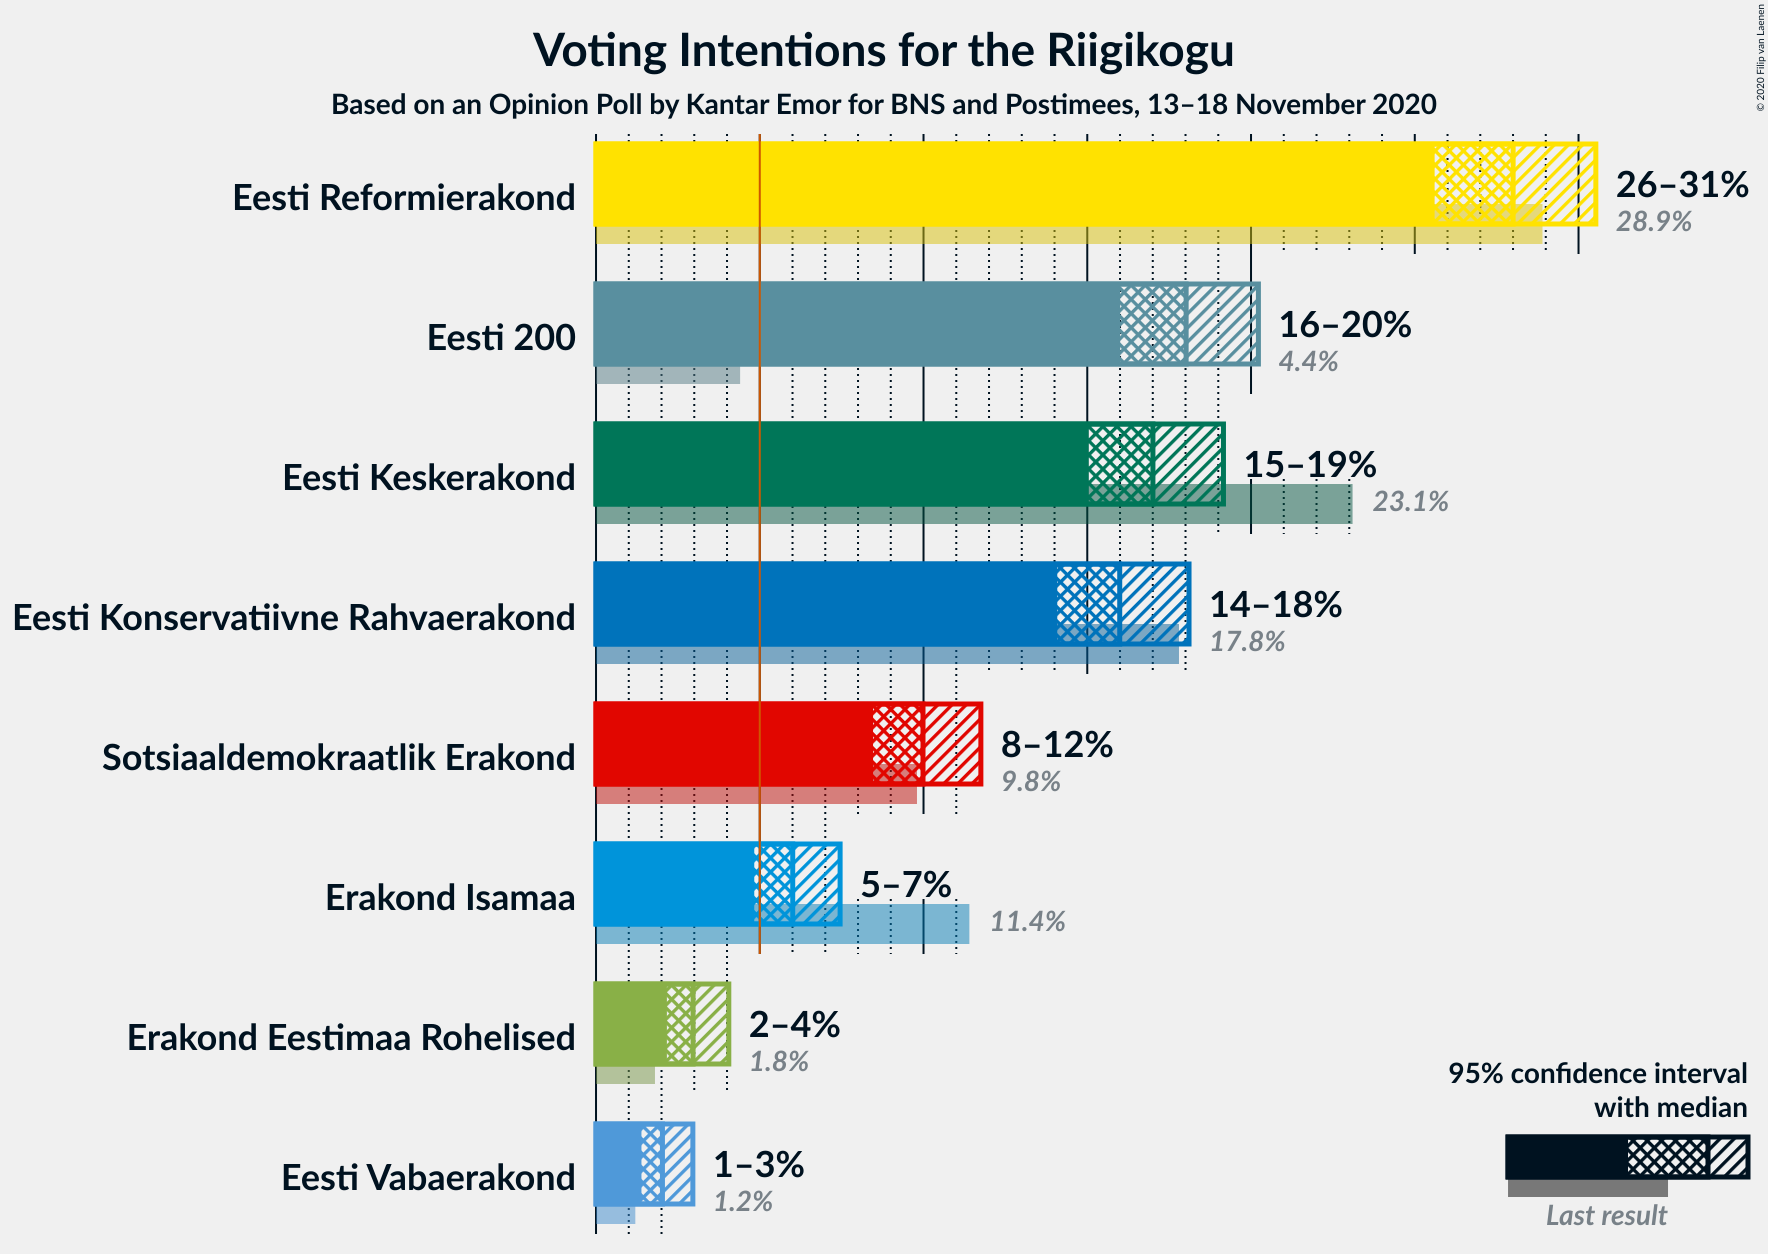 Voting Intentions for the Riigikogu
Based on an Opinion Poll by Kantar Emor for BNS and Postimees, 13–18 November 2020
© 2020 Filip van Laenen
Eesti Reformierakond
26–31%
28.9%
Eesti 200
16–20%
4.4%
Eesti Keskerakond
15–19%
23.1%
Eesti Konservatiivne Rahvaerakond
14–18%
17.8%
Sotsiaaldemokraatlik Erakond
8–12%
9.8%
Erakond Isamaa
5–7%
11.4%
Erakond Eestimaa Rohelised
2–4%
1.8%
Eesti Vabaerakond
1–3%
1.2%
95% confidence interval
with median
Last result